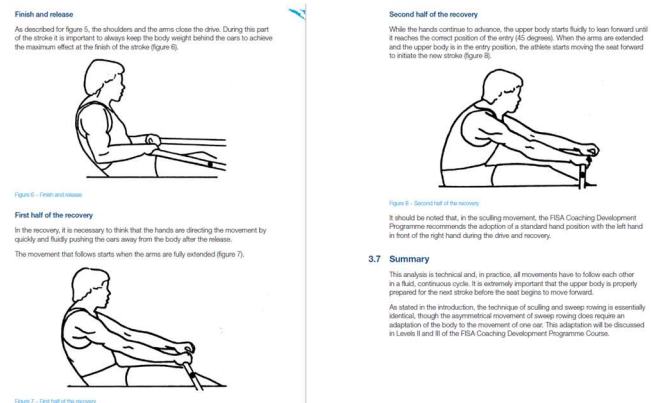 Finish and release
As described for figure 5, the shoulders and the arms close the drive. During this part
of the stroke it is important to always keep the body weight behind the oars to achieve
the maximum effect at the finish of the stroke (figure 6).
Figure 6 – Finish and release
First half of the recovery
In the recovery, it is necessary to think that the hands are directing the movement by
quickly and fluidly pushing the oars away from the body after the release.
The movement that follows starts when the arms are fully extended (figure 7).
Figure 7 – First half of the recovery
Second half of the recovery
While the hands continue to advance, the upper body starts fluidly to lean forward until
it reaches the correct position of the entry (45 degrees). When the arms are extended
and the upper body is in the entry position, the athlete starts moving the seat forward
to initiate the new stroke (figure 8).
Figure 8 – Second half of the recovery
It should be noted that, in the sculling movement, the FISA Coaching Development
Programme recommends the adoption of a standard hand position with the left hand
in front of the right hand during the drive and recovery.
3.7 Summary
This analysis is technical and, in practice, all movements have to follow each other
in a fluid, continuous cycle. It is extremely important that the upper body is properly
prepared for the next stroke before the seat begins to move forward.
As stated in the introduction, the technique of sculling and sweep rowing is essentially
identical, though the asymmetrical movement of sweep rowing does require an
adaptation of the body to the movement of one oar. This adaptation will be discussed
in Levels II and III of the FISA Coaching Development Programme Course.